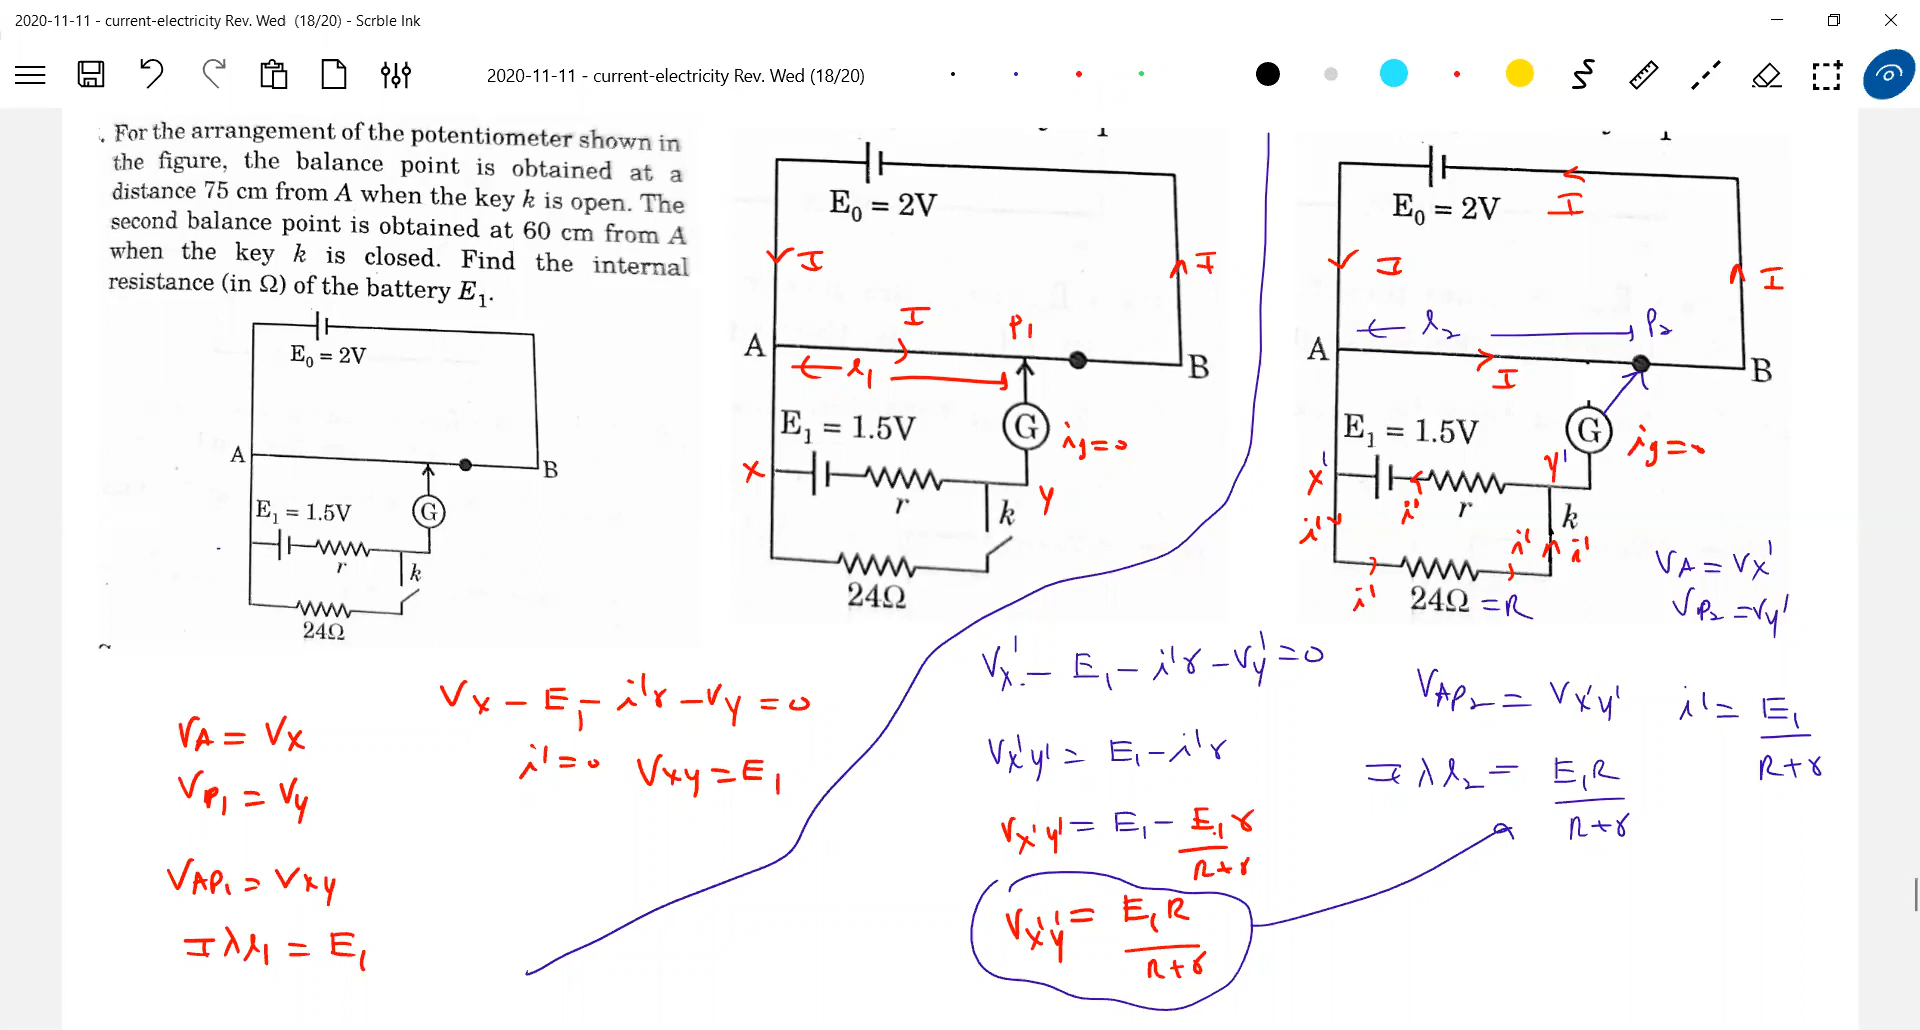 2020-11-11 - current-electricity Rev. Wed (18/20) - Scrble Ink
2020-11-11 - current-electricity Rev. Wed (18/20)
. For the arrangement of the potentiometer shown in
the figure, the balance point is obtained at a
distance 75 cm from A when the key k is open. The
second balance point is obtained at 60 cm from A
when the key k is closed. Find the internal
resistance (in Ω) of the battery E₁.
E₀ = 2V
A
B
E₁ = 1.5V
G
r
k
24Ω
E₀ = 2V
I
I
I
P₁
A
B
l₁
E₁ = 1.5V
G
ig=0
X
Y
r
k
24Ω
E₀ = 2V
I
I
I
l₂
P₂
A
I
B
E₁ = 1.5V
G
ig=0
X'
Y'
i'
r
k
i'
i'
i'
i'
24Ω = R
VA = Vx'
VP₂ = Vy'
VA = Vx
VP₁ = Vy
VAP₁ = Vxy
Iλl₁ = E₁
Vx - E₁ - i'r - Vy = 0
i'=0 Vxy = E₁
Vx' - E₁ - i'r - Vy' = 0
Vx'y' = E₁ - i'r
Vx'y' = E₁ - E₁r
R+r
Vx'y' = E₁R
R+r
VAP₂ = Vx'y'
Iλl₂ = E₁R
R+r
i' = E₁
R+r